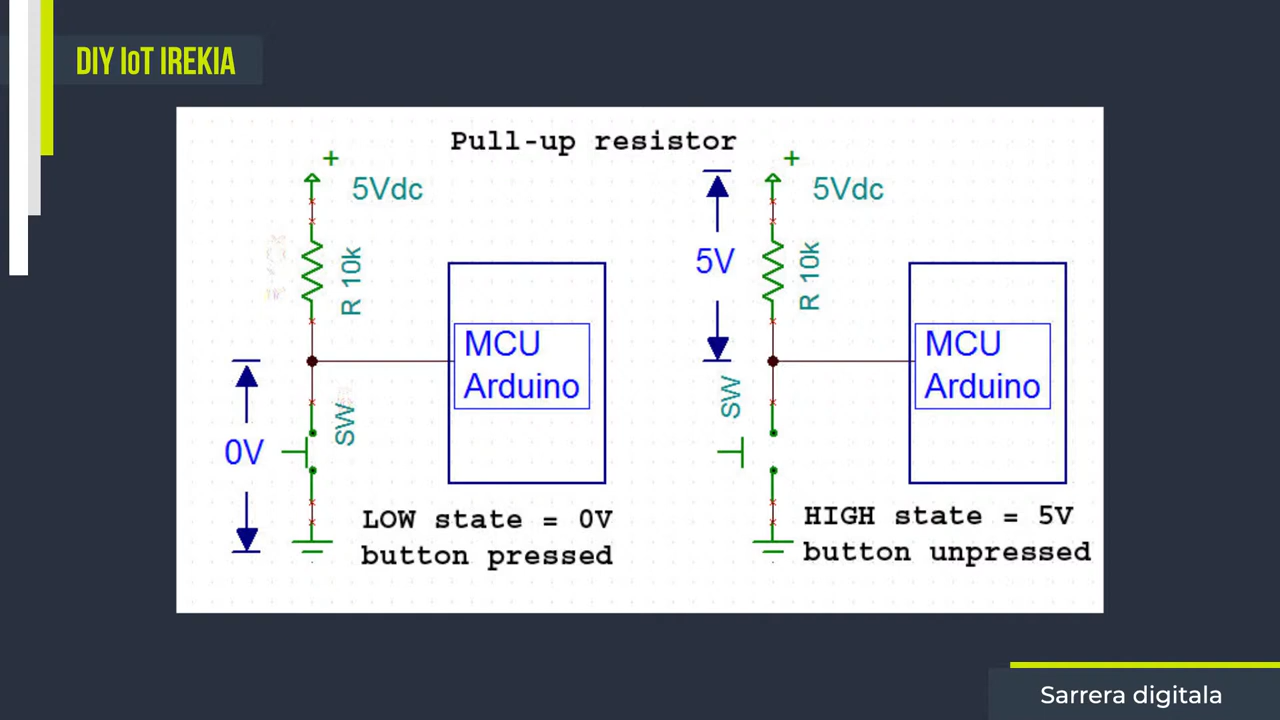 DIY IoT IREKIA
Pull-up resistor
+
5Vdc
R 10k
MCU
Arduino
SW
0V
LOW state = 0V
button pressed
+
5Vdc
5V
R 10k
MCU
Arduino
SW
HIGH state = 5V
button unpressed
Sarrera digitala